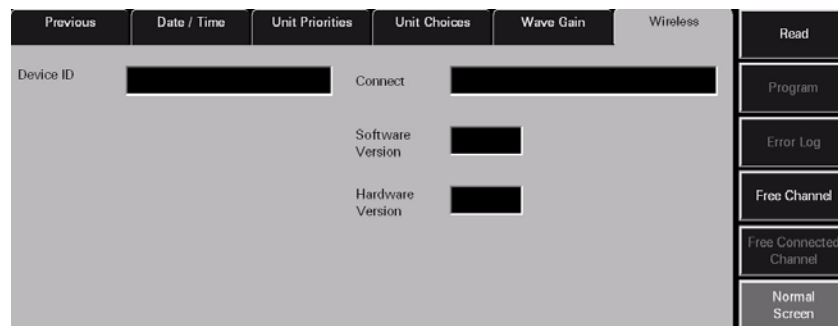 Previous
Date / Time
Unit Priorities
Unit Choices
Wave Gain
Wireless
Read
Device ID
Connect
Program
Software
Version
Error Log
Hardware
Version
Free Channel
Free Connected
Channel
Normal
Screen